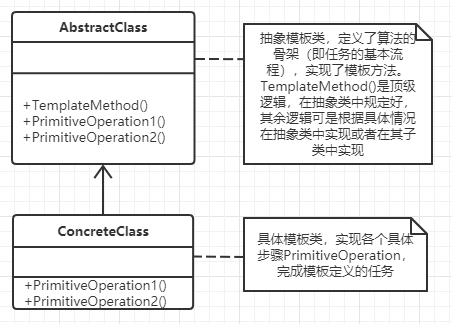 AbstractClass
+TemplateMethod()
+PrimitiveOperation1()
+PrimitiveOperation2()
抽象模板类，定义了算法的
骨架（即任务的基本流
程），实现了模板方法。
TemplateMethod()是顶级
逻辑，在抽象类中规定好，
其余逻辑可是根据具体情况
在抽象类中实现或者在其子
类中实现
ConcreteClass
+PrimitiveOperation1()
+PrimitiveOperation2()
具体模板类，实现各个具体
步骤PrimitiveOperation，
完成模板定义的任务